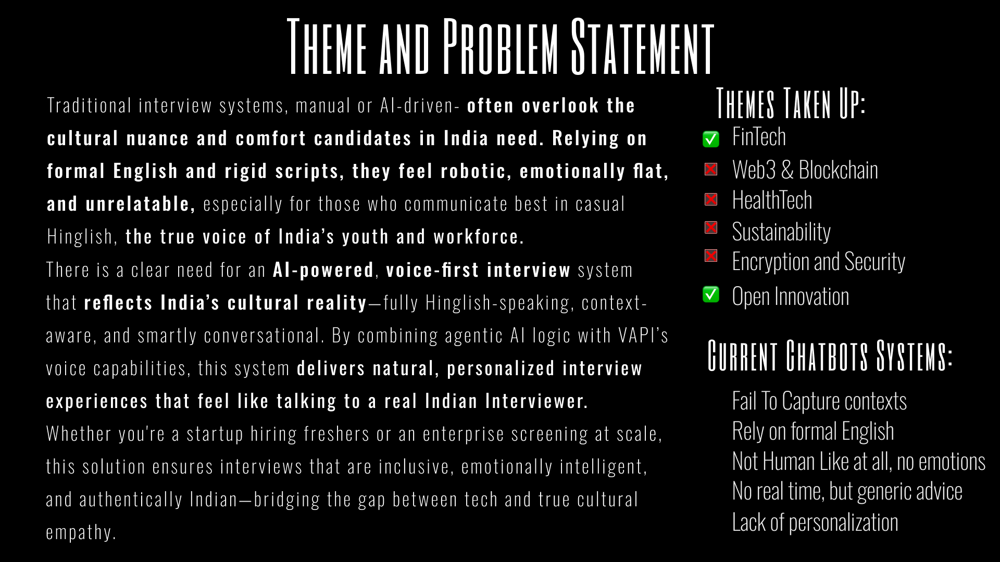 Theme and Problem Statement
Traditional interview systems, manual or AI-driven- often overlook the
cultural nuance and comfort candidates in India need. Relying on
formal English and rigid scripts, they feel robotic, emotionally flat,
and unrelatable, especially for those who communicate best in casual
Hinglish, the true voice of India’s youth and workforce.
There is a clear need for an AI-powered, voice-first interview system
that reflects India’s cultural reality—fully Hinglish-speaking, context-
aware, and smartly conversational. By combining agentic AI logic with VAPI’s
voice capabilities, this system delivers natural, personalized interview
experiences that feel like talking to a real Indian Interviewer.
Whether you're a startup hiring freshers or an enterprise screening at scale,
this solution ensures interviews that are inclusive, emotionally intelligent,
and authentically Indian—bridging the gap between tech and true cultural
empathy.
Themes Taken Up:
✅ FinTech
❌ Web3 & Blockchain
❌ HealthTech
❌ Sustainability
❌ Encryption and Security
✅ Open Innovation
Current Chatbots Systems:
Fail To Capture contexts
Rely on formal English
Not Human Like at all, no emotions
No real time, but generic advice
Lack of personalization